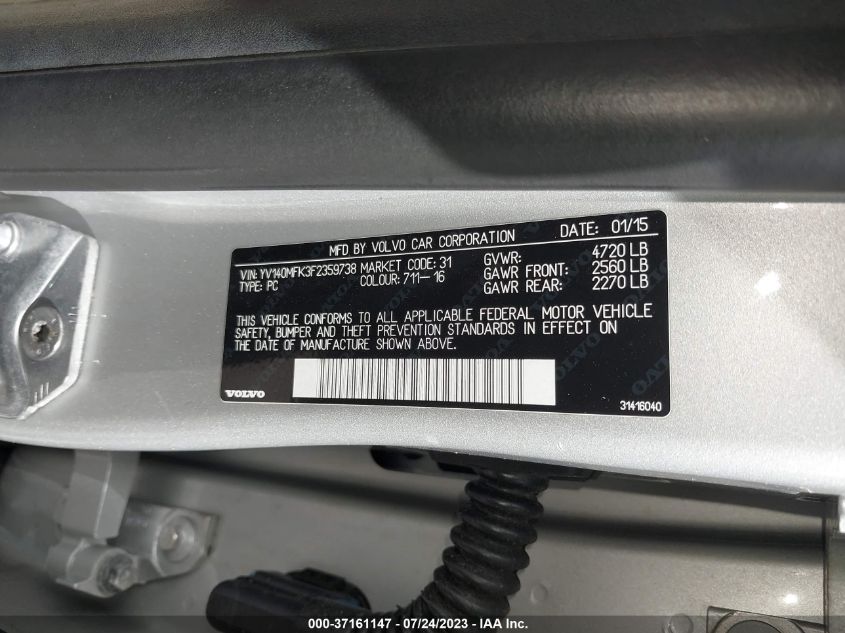 MFD BY VOLVO CAR CORPORATION DATE: 01/15
VIN: YV140MFK3F2359738 MARKET CODE: 31 GVWR: 4720 LB
TYPE: PC COLOUR: 711-16 GAWR FRONT: 2560 LB
GAWR REAR: 2270 LB
THIS VEHICLE CONFORMS TO ALL APPLICABLE FEDERAL MOTOR VEHICLE
SAFETY, BUMPER AND THEFT PREVENTION STANDARDS IN EFFECT ON
THE DATE OF MANUFACTURE SHOWN ABOVE.
VOLVO
31416040
000-37161147 - 07/24/2023 - IAA Inc.